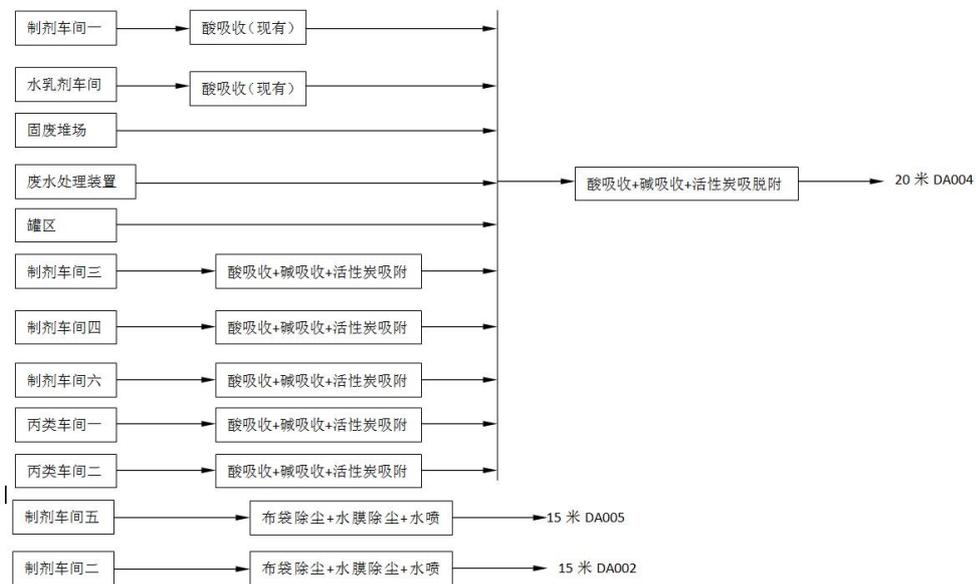 制剂车间一 酸吸收（现有）
水乳剂车间 酸吸收（现有）
固废堆场
废水处理装置 酸吸收+碱吸收+活性炭吸脱附 20 米 DA004
罐区
制剂车间三 酸吸收+碱吸收+活性炭吸附
制剂车间四 酸吸收+碱吸收+活性炭吸附
制剂车间六 酸吸收+碱吸收+活性炭吸附
丙类车间一 酸吸收+碱吸收+活性炭吸附
丙类车间二 酸吸收+碱吸收+活性炭吸附
制剂车间五 布袋除尘+水膜除尘+水喷 15 米 DA005
制剂车间二 布袋除尘+水膜除尘+水喷 15 米 DA002